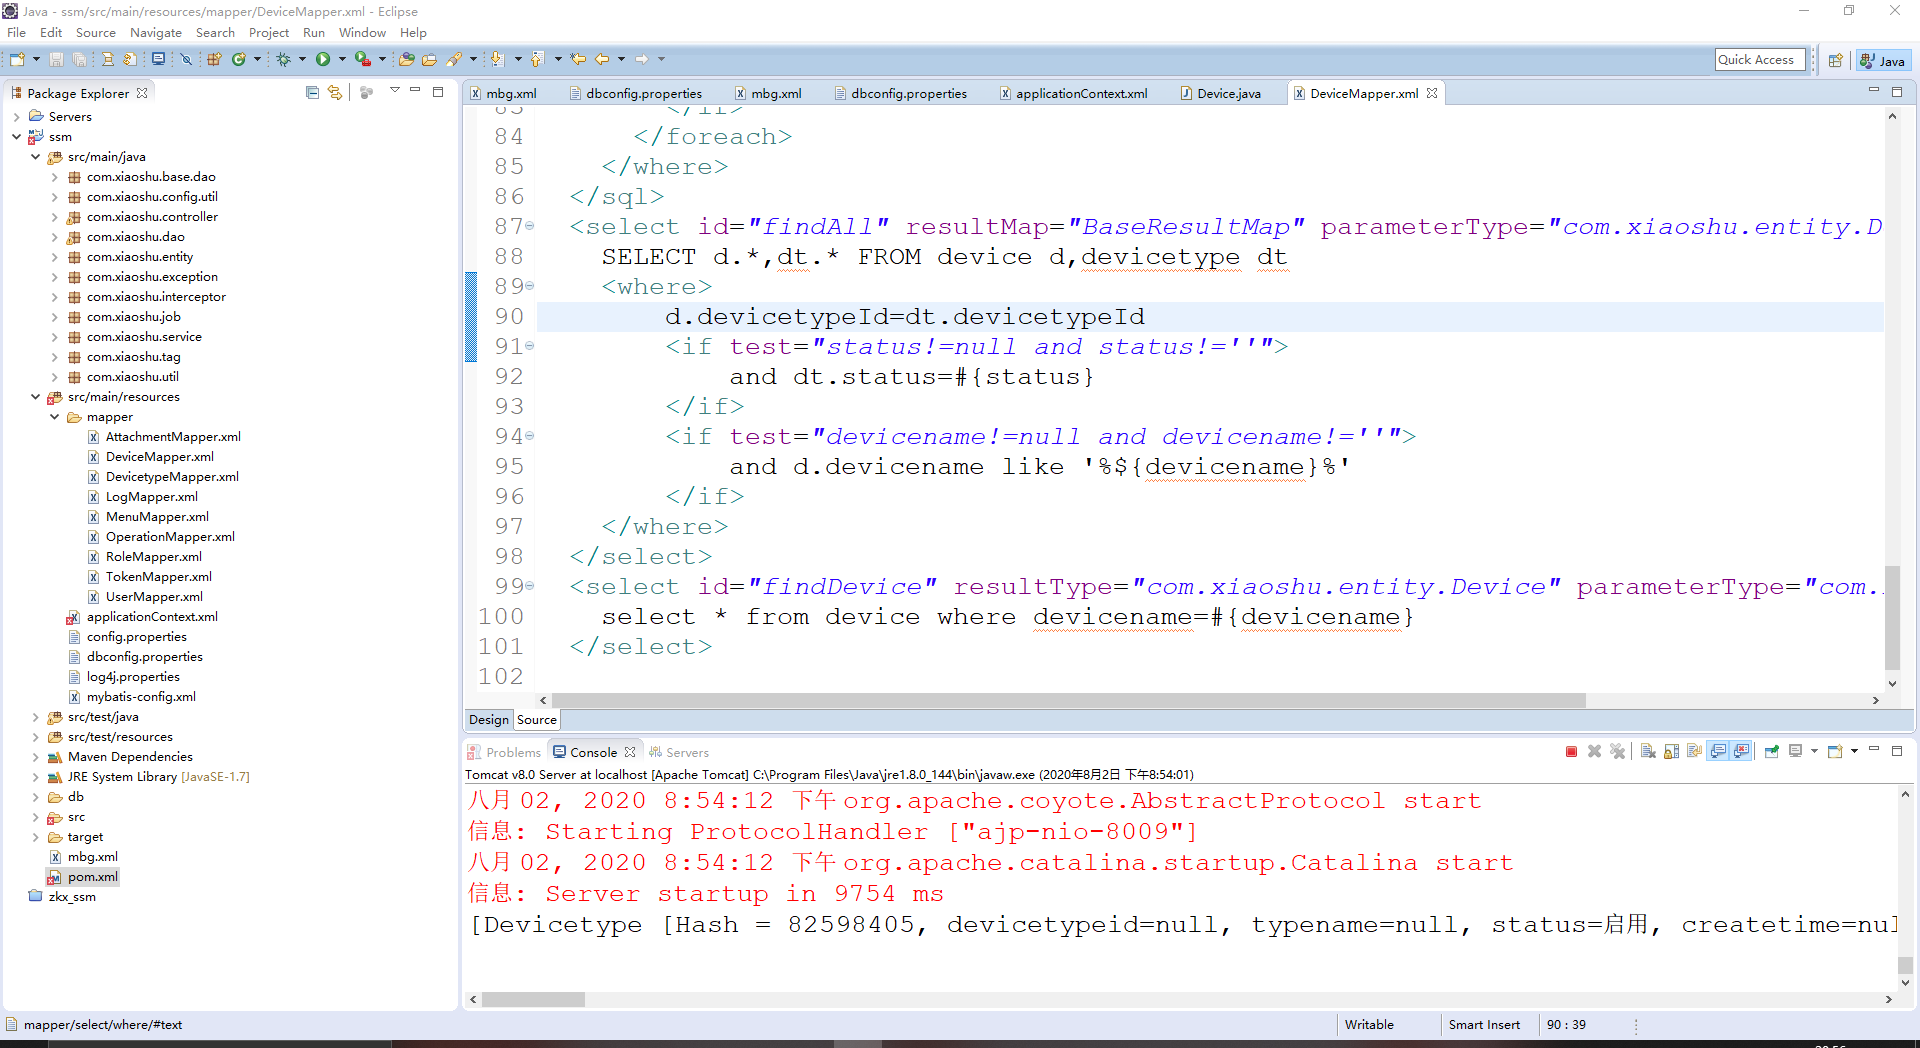 Java - ssm/src/main/resources/mapper/DeviceMapper.xml - Eclipse
File Edit Source Navigate Search Project Run Window Help
Quick Access
Java
Package Explorer
Servers
ssm
src/main/java
com.xiaoshu.base.dao
com.xiaoshu.config.util
com.xiaoshu.controller
com.xiaoshu.dao
com.xiaoshu.entity
com.xiaoshu.exception
com.xiaoshu.interceptor
com.xiaoshu.job
com.xiaoshu.service
com.xiaoshu.tag
com.xiaoshu.util
src/main/resources
mapper
AttachmentMapper.xml
DeviceMapper.xml
DevicetypeMapper.xml
LogMapper.xml
MenuMapper.xml
OperationMapper.xml
RoleMapper.xml
TokenMapper.xml
UserMapper.xml
applicationContext.xml
config.properties
dbconfig.properties
log4j.properties
mybatis-config.xml
src/test/java
src/test/resources
Maven Dependencies
JRE System Library [JavaSE-1.7]
db
src
target
mbg.xml
pom.xml
zkx_ssm
mbg.xml dbconfig.properties mbg.xml dbconfig.properties applicationContext.xml Device.java DeviceMapper.xml
83 </if>
84 </foreach>
85 </where>
86 </sql>
87 <select id="findAll" resultMap="BaseResultMap" parameterType="com.xiaoshu.entity.D
88 SELECT d.*,dt.* FROM device d,devicetype dt
89 <where>
90 d.devicetypeId=dt.devicetypeId
91 <if test="status!=null and status!=''">
92 and dt.status=#{status}
93 </if>
94 <if test="devicename!=null and devicename!=''">
95 and d.devicename like '%${devicename}%'
96 </if>
97 </where>
98 </select>
99 <select id="findDevice" resultType="com.xiaoshu.entity.Device" parameterType="com.
100 select * from device where devicename=#{devicename}
101 </select>
102
Design Source
Problems Console Servers
Tomcat v8.0 Server at localhost [Apache Tomcat] C:\Program Files\Java\jre1.8.0_144\bin\javaw.exe (2020年8月2日 下午8:54:01)
八月 02, 2020 8:54:12 下午 org.apache.coyote.AbstractProtocol start
信息: Starting ProtocolHandler ["ajp-nio-8009"]
八月 02, 2020 8:54:12 下午 org.apache.catalina.startup.Catalina start
信息: Server startup in 9754 ms
[Devicetype [Hash = 82598405, devicetypeid=null, typename=null, status=启用, createtime=nul
mapper/select/where/#text
Writable
Smart Insert
90 : 39